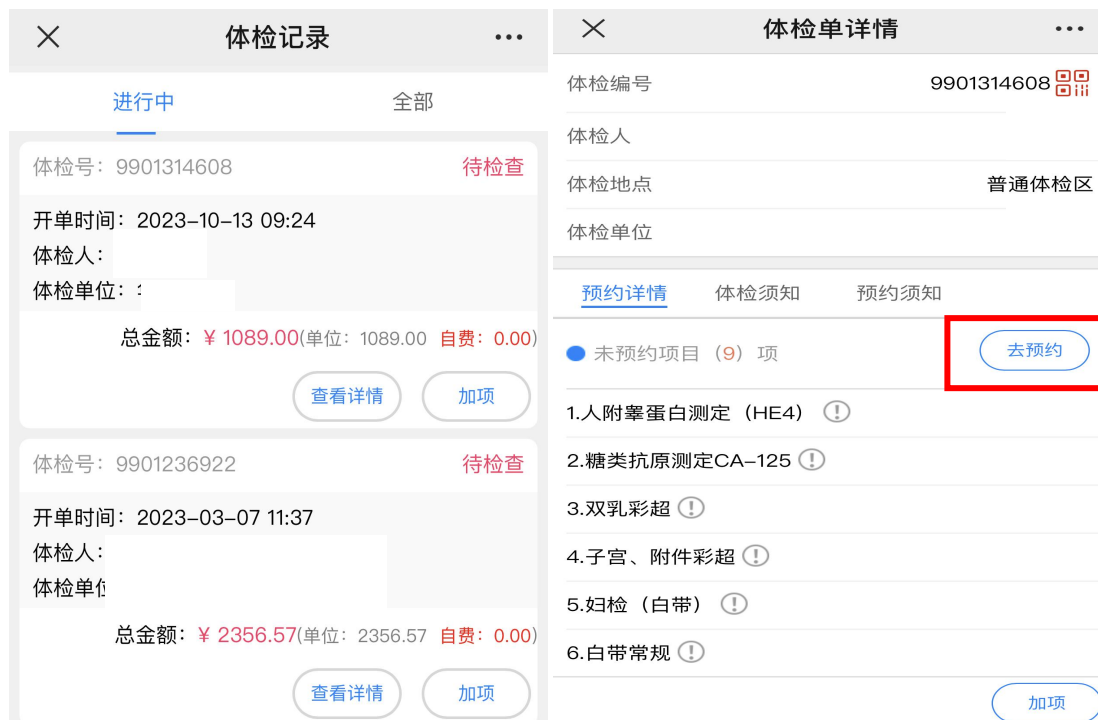 体检记录
进行中
全部
体检号：9901314608
待检查
开单时间：2023-10-13 09:24
体检人：
体检单位：
总金额：￥1089.00(单位：1089.00 自费：0.00)
查看详情
加项
体检号：9901236922
待检查
开单时间：2023-03-07 11:37
体检人：
体检单位
总金额：￥2356.57(单位：2356.57 自费：0.00)
查看详情
加项
体检单详情
体检编号
9901314608
体检人
体检地点
普通体检区
体检单位
预约详情
体检须知
预约须知
未预约项目（9）项
去预约
1.人附睾蛋白测定（HE4）
2.糖类抗原测定CA-125
3.双乳彩超
4.子宫、附件彩超
5.妇检（白带）
6.白带常规
加项